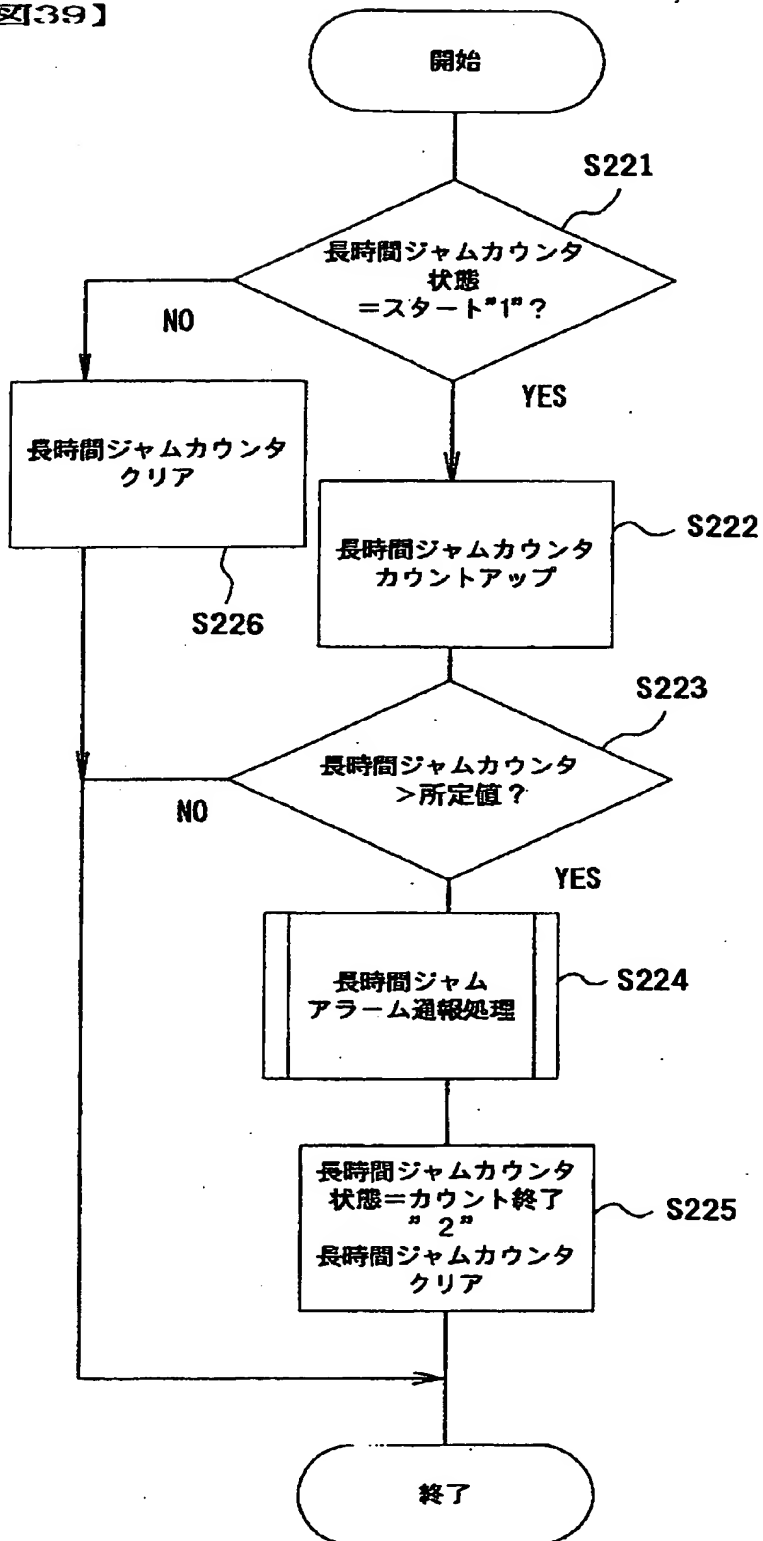 図39】
開始
S221
長時間ジャムカウンタ
状態
＝スタート"1"？
NO
YES
長時間ジャムカウンタ
クリア
S226
長時間ジャムカウンタ
カウントアップ
S222
S223
長時間ジャムカウンタ
＞所定値？
NO
YES
長時間ジャム
アラーム通報処理
S224
長時間ジャムカウンタ
状態＝カウント終了
"2"
長時間ジャムカウンタ
クリア
S225
終了